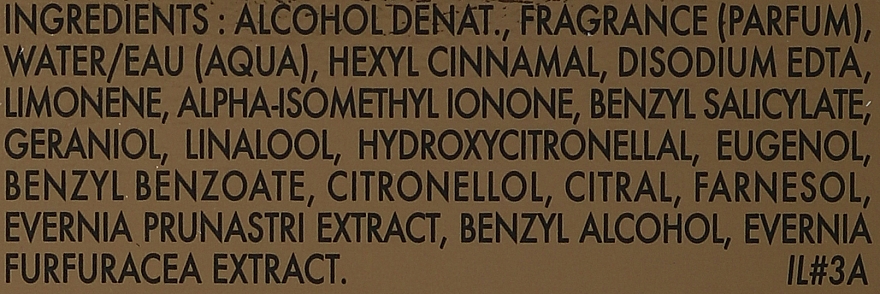 INGREDIENTS : ALCOHOL DENAT., FRAGRANCE (PARFUM),
WATER/EAU (AQUA), HEXYL CINNAMAL, DISODIUM EDTA,
LIMONENE, ALPHA-ISOMETHYL IONONE, BENZYL SALICYLATE,
GERANIOL, LINALOOL, HYDROXYCITRONELLAL, EUGENOL,
BENZYL BENZOATE, CITRONELLOL, CITRAL, FARNESOL,
EVERNIA PRUNASTRI EXTRACT, BENZYL ALCOHOL, EVERNIA
FURFURACEA EXTRACT. IL#3A